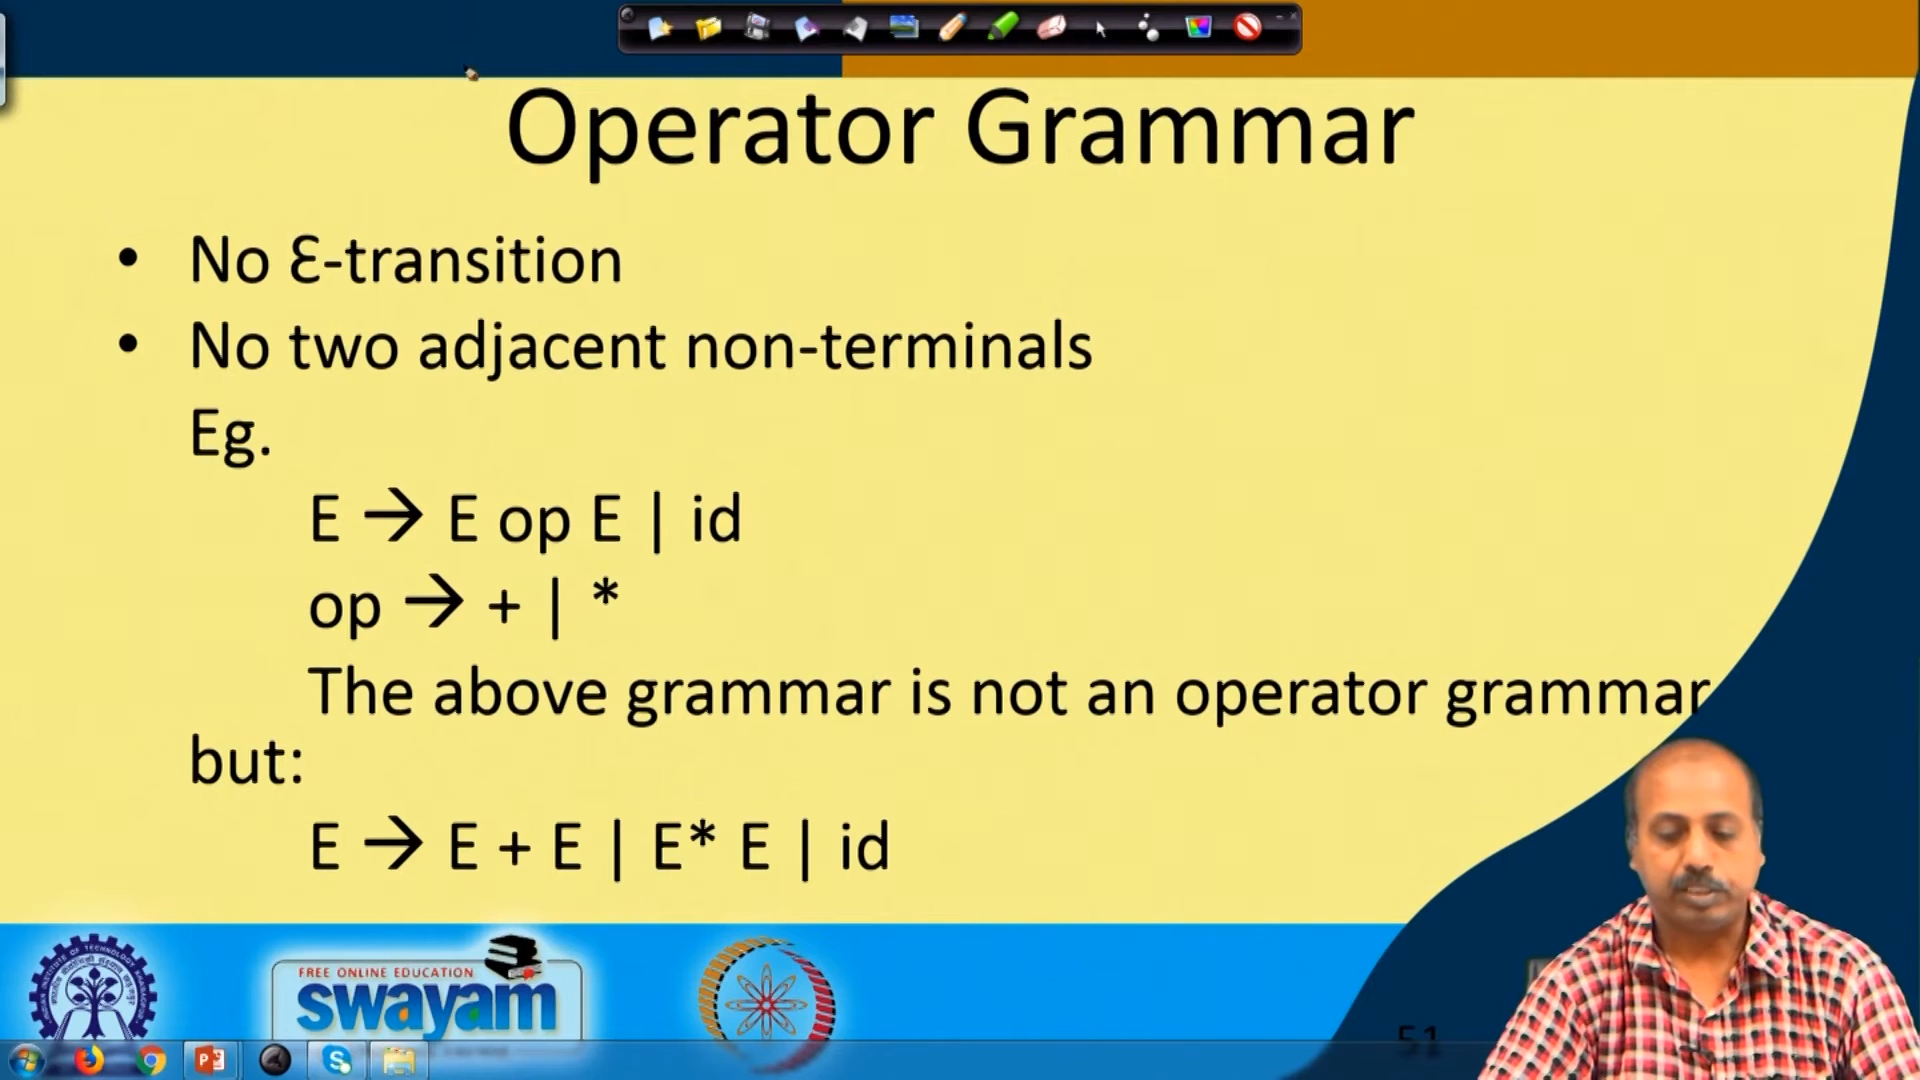 Operator Grammar
• No Ɛ-transition
• No two adjacent non-terminals
Eg.
E → E op E | id
op → + | *
The above grammar is not an operator grammar
but:
E → E + E | E* E | id
FREE ONLINE EDUCATION
swayam
51